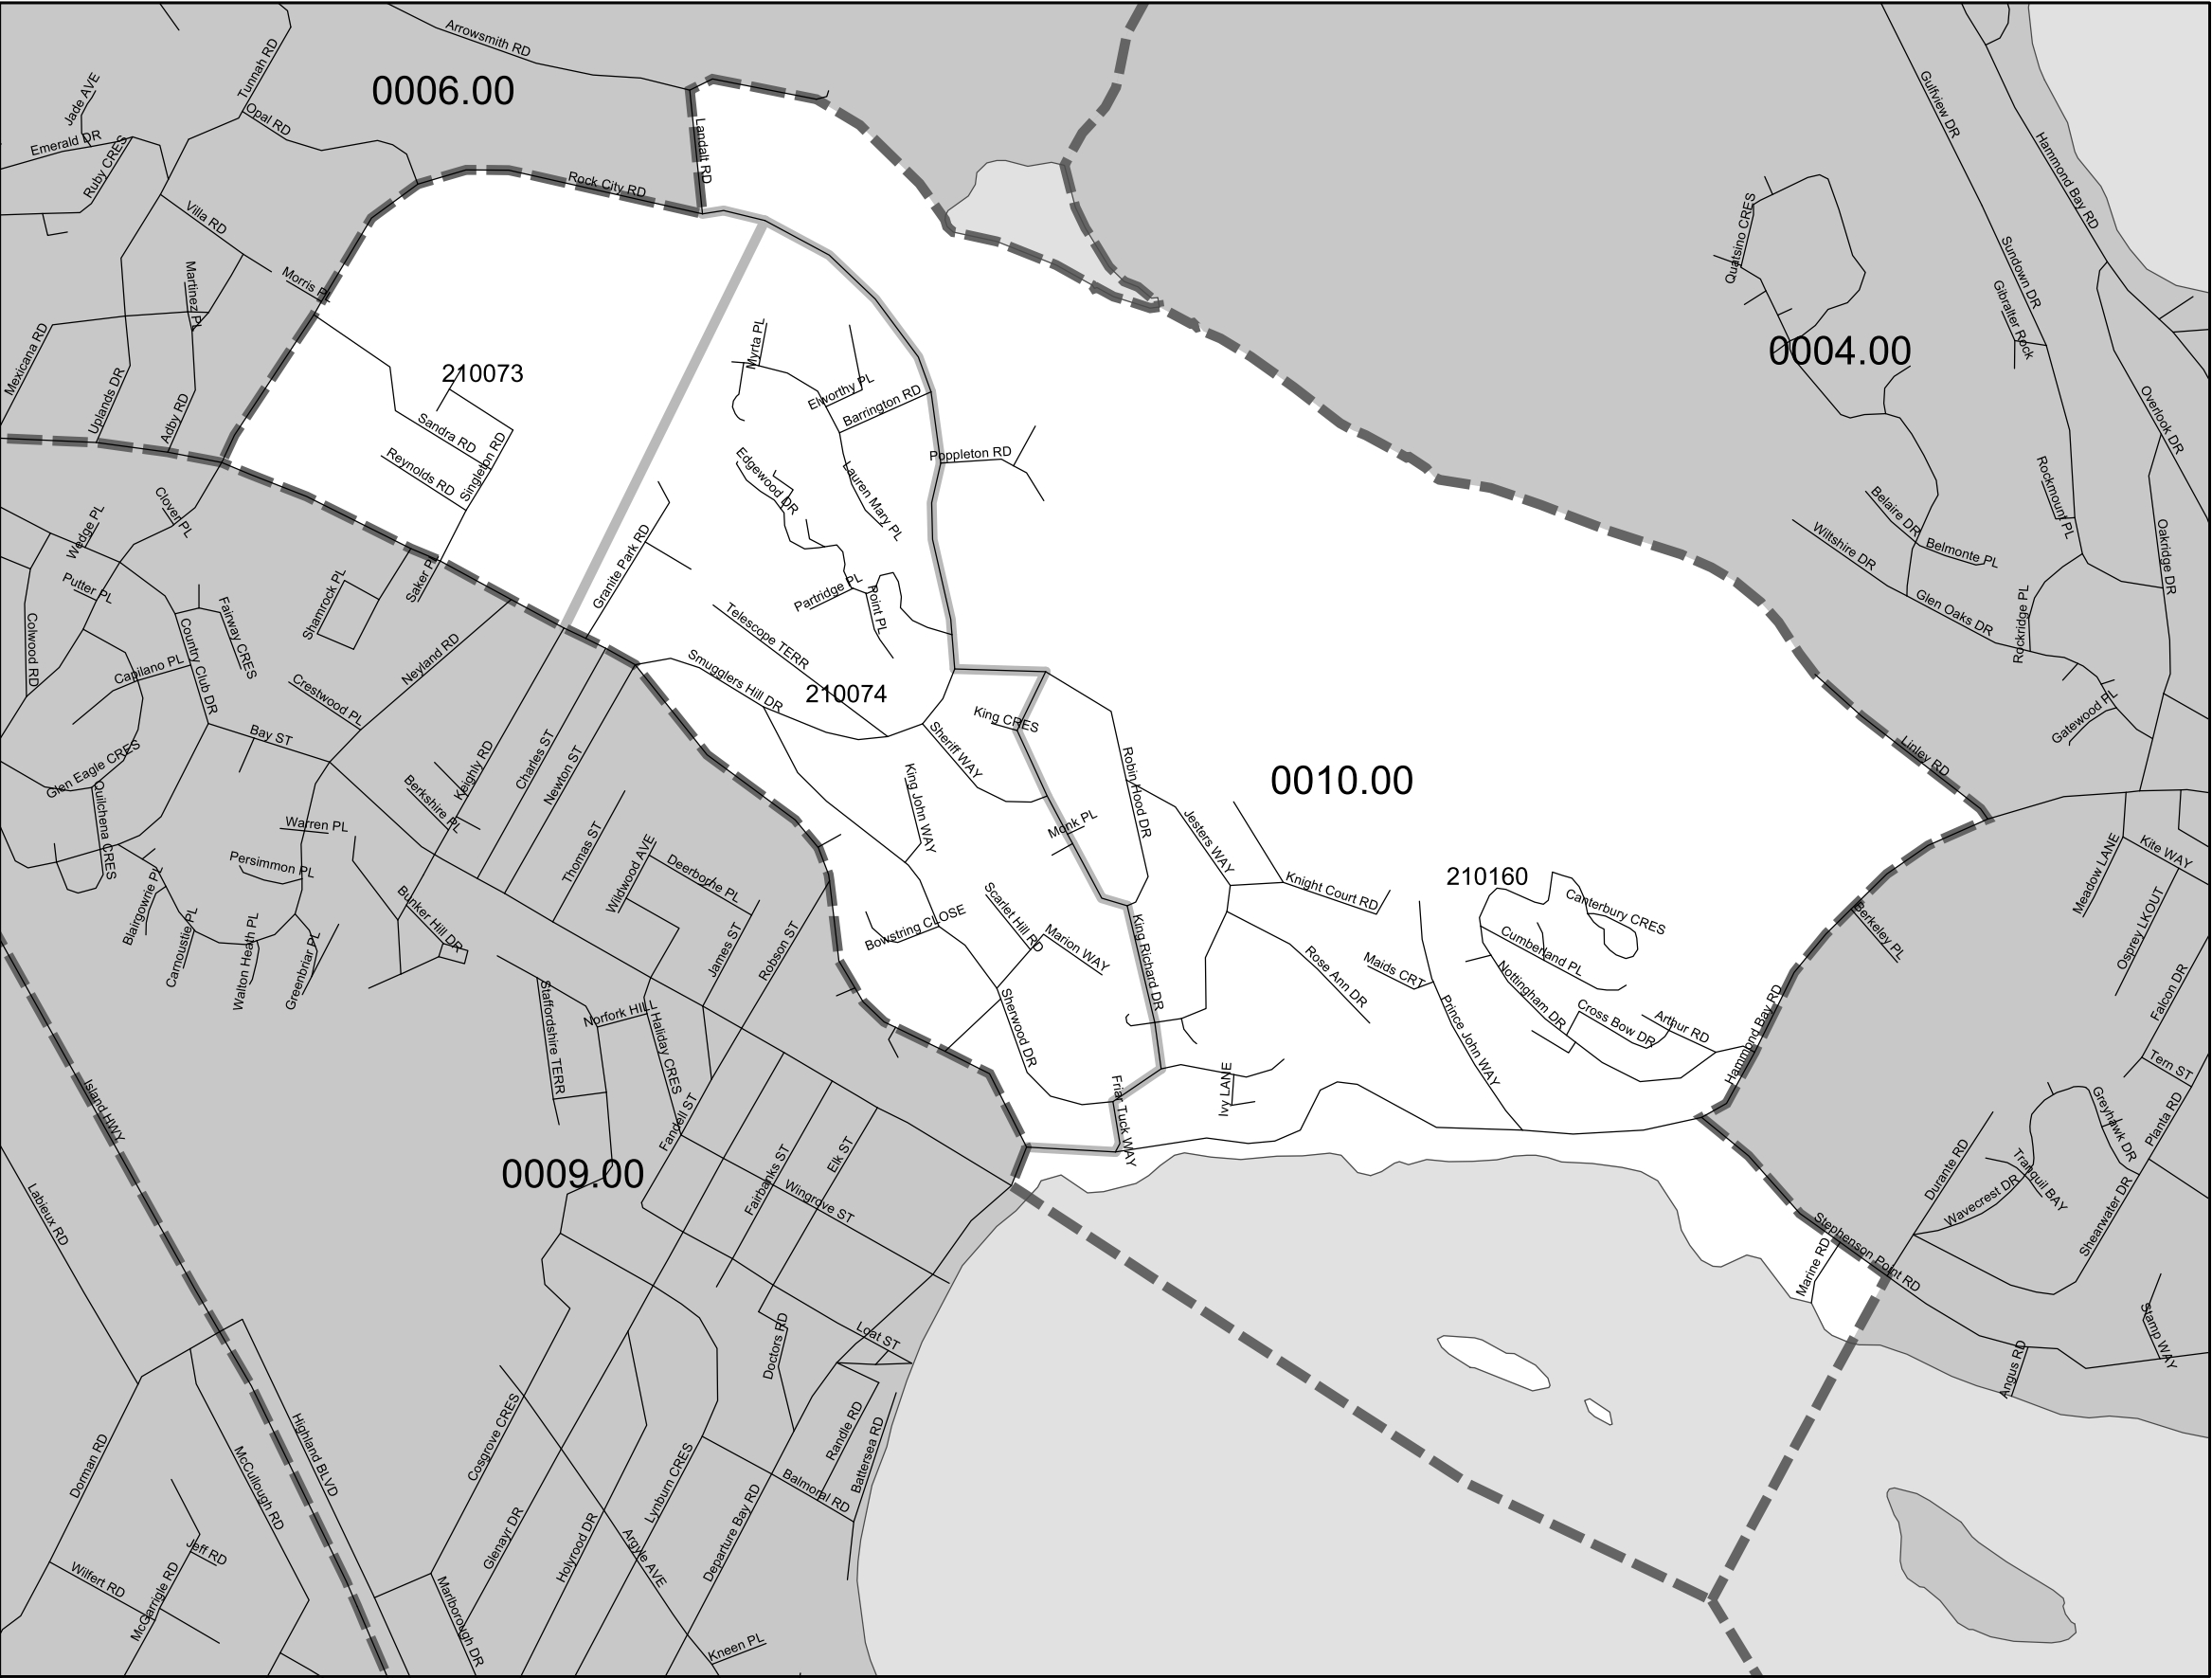 Arrowsmith RD
Tunnah RD
0006.00
Jade AVE
Opal RD
Emerald DR
Ruby CRES
Landalt RD
Rock City RD
Gulfview DR
Hammond Bay RD
Villa RD
Quatsino CRES
Sundown DR
Morris PL
Martinez PL
Gibralter Rock
Mexicana RD
Myrta PL
0004.00
210073
Uplands DR
Adby RD
Elworthy PL
Barrington RD
Overlook DR
Sandra RD
Singleton RD
Reynolds RD
Poppleton RD
Edgewood DR
Lauren Mary PL
Clover PL
Wedge PL
Belaire DR
Rockmount PL
Wiltshire DR
Belmonte PL
Oakridge DR
Granite Park RD
Saker PL
Putter PL
Partridge PL
Point PL
Shamrock PL
Fairway CRES
Glen Oaks DR
Rockridge PL
Colwood RD
Country Club DR
Capilano PL
Neyland RD
Telescope TERR
Smugglers Hill DR
210074
Crestwood PL
King CRES
Gatewood PL
Bay ST
Sheriff WAY
Linley RD
Glen Eagle CRES
Quilchena CRES
Keighly RD
Charles ST
Newton ST
King John WAY
Robin Hood DR
0010.00
Berkshire PL
Warren PL
Monk PL
Jesters WAY
Thomas ST
Wildwood AVE
Deerborne PL
Persimmon PL
Meadow LANE
Kite WAY
Knight Court RD
210160
Blairgowrie PL
Bunker Hill DR
Canterbury CRES
Osprey LKOUT
Scarlet Hill RD
King Richard DR
Bowstring CLOSE
Marion WAY
Cumberland PL
Berkeley PL
Carnoustie PL
Walton Heath PL
Greenbriar PL
James ST
Robson ST
Rose Ann DR
Maids CRT
Nottingham DR
Falcon DR
Staffordshire TERR
Norfork HILL
Haliday CRES
Sherwood DR
Prince John WAY
Cross Bow DR
Arthur RD
Hammond Bay RD
Island HWY
Friar Tuck WAY
Ivy LANE
Tern ST
Fandell ST
Greyhawk DR
Planta RD
Fairbanks ST
Elk ST
0009.00
Wingrove ST
Durante RD
Tranquil BAY
Wavecrest DR
Shearwater DR
Labieux RD
Stephenson Point RD
Marine RD
Loat ST
Doctors RD
Stamp WAY
Angus RD
Cosgrove CRES
Randle RD
Battersea RD
Highland BLVD
Dorman RD
McCullough RD
Lynburn CRES
Balmoral RD
Departure Bay RD
Glenayr DR
Holyrood DR
Argyle AVE
Jeff RD
Wilfert RD
McGarrigle RD
Marlborough DR
Kneen PL